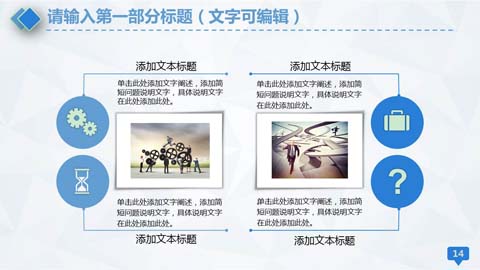 请输入第一部分标题（文字可编辑）
添加文本标题
单击此处添加文字阐述，添加简
短问题说明文字，具体说明文字
在此处添加此处。
单击此处添加文字阐述，添加简
短问题说明文字，具体说明文字
在此处添加此处。
添加文本标题
添加文本标题
单击此处添加文字阐述，添加简
短问题说明文字，具体说明文字
在此处添加此处。
单击此处添加文字阐述，添加简
短问题说明文字，具体说明文字
在此处添加此处。
添加文本标题
?
14